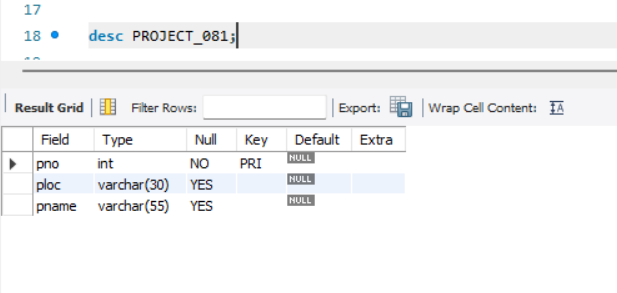 17
18 desc PROJECT_081;
Result Grid Filter Rows: Export: Wrap Cell Content: IA
Field Type Null Key Default Extra
pno int NO PRI NULL
ploc varchar(30) YES NULL
pname varchar(55) YES NULL